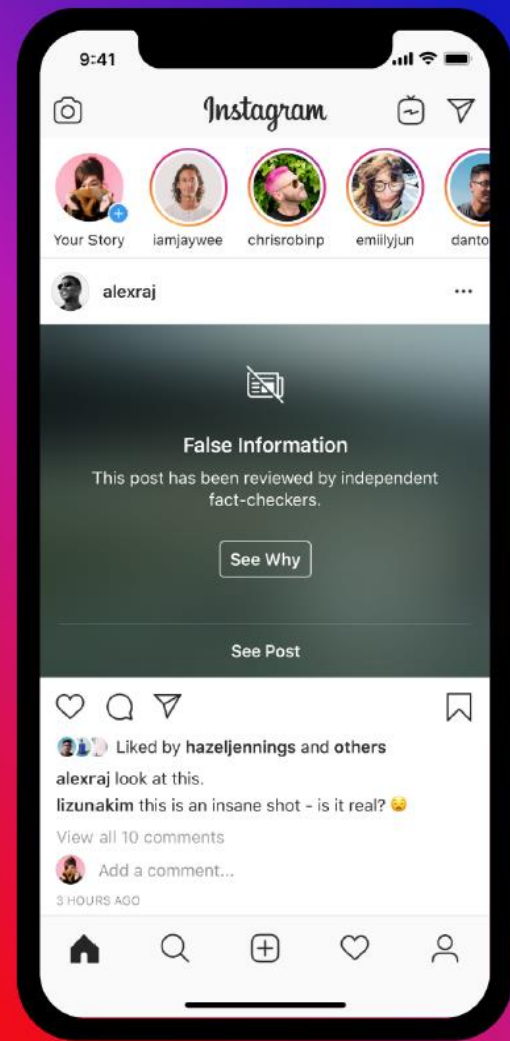 9:41
Instagram
Your Story
iamjaywee
chrisrobinp
emiilyjun
danto
alexraj
False Information
This post has been reviewed by independent
fact-checkers.
See Why
See Post
Liked by hazeljennings and others
alexraj look at this.
lizunakim this is an insane shot - is it real? 😟
View all 10 comments
Add a comment...
3 HOURS AGO